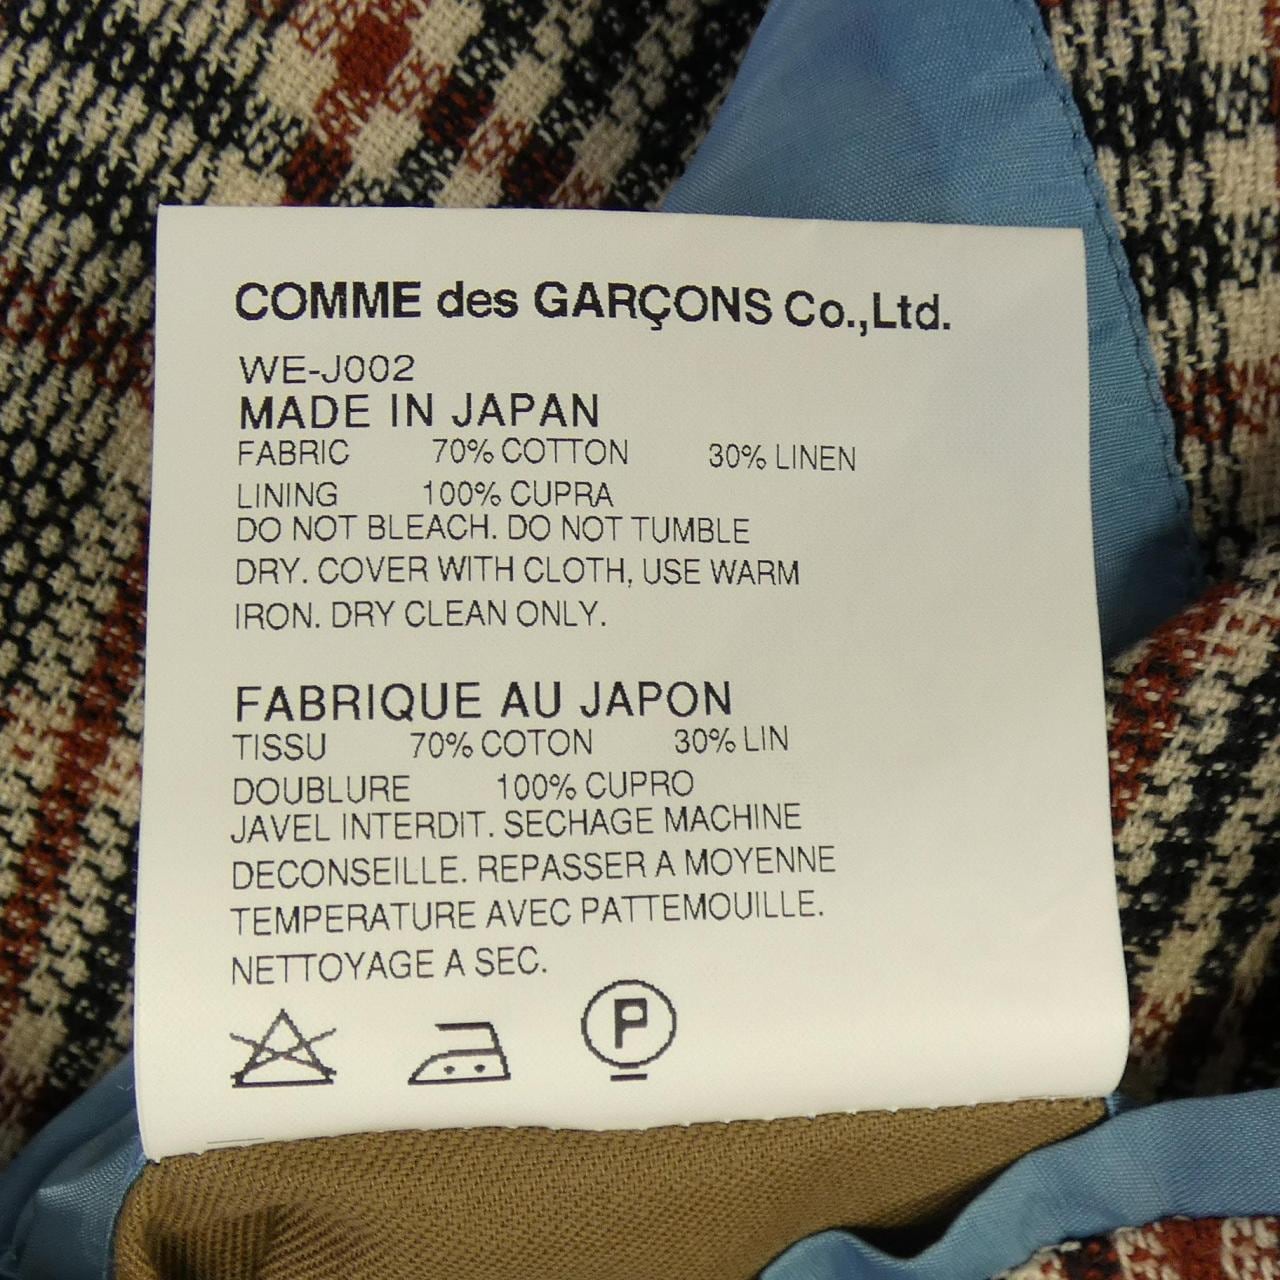 COMME des GARÇONS Co.,Ltd.
WE-J002
MADE IN JAPAN
FABRIC 70% COTTON 30% LINEN
LINING 100% CUPRA
DO NOT BLEACH. DO NOT TUMBLE
DRY. COVER WITH CLOTH, USE WARM
IRON. DRY CLEAN ONLY.
FABRIQUE AU JAPON
TISSU 70% COTON 30% LIN
DOUBLURE 100% CUPRO
JAVEL INTERDIT. SECHAGE MACHINE
DECONSEILLE. REPASSER A MOYENNE
TEMPERATURE AVEC PATTEMOUILLE.
NETTOYAGE A SEC.
P